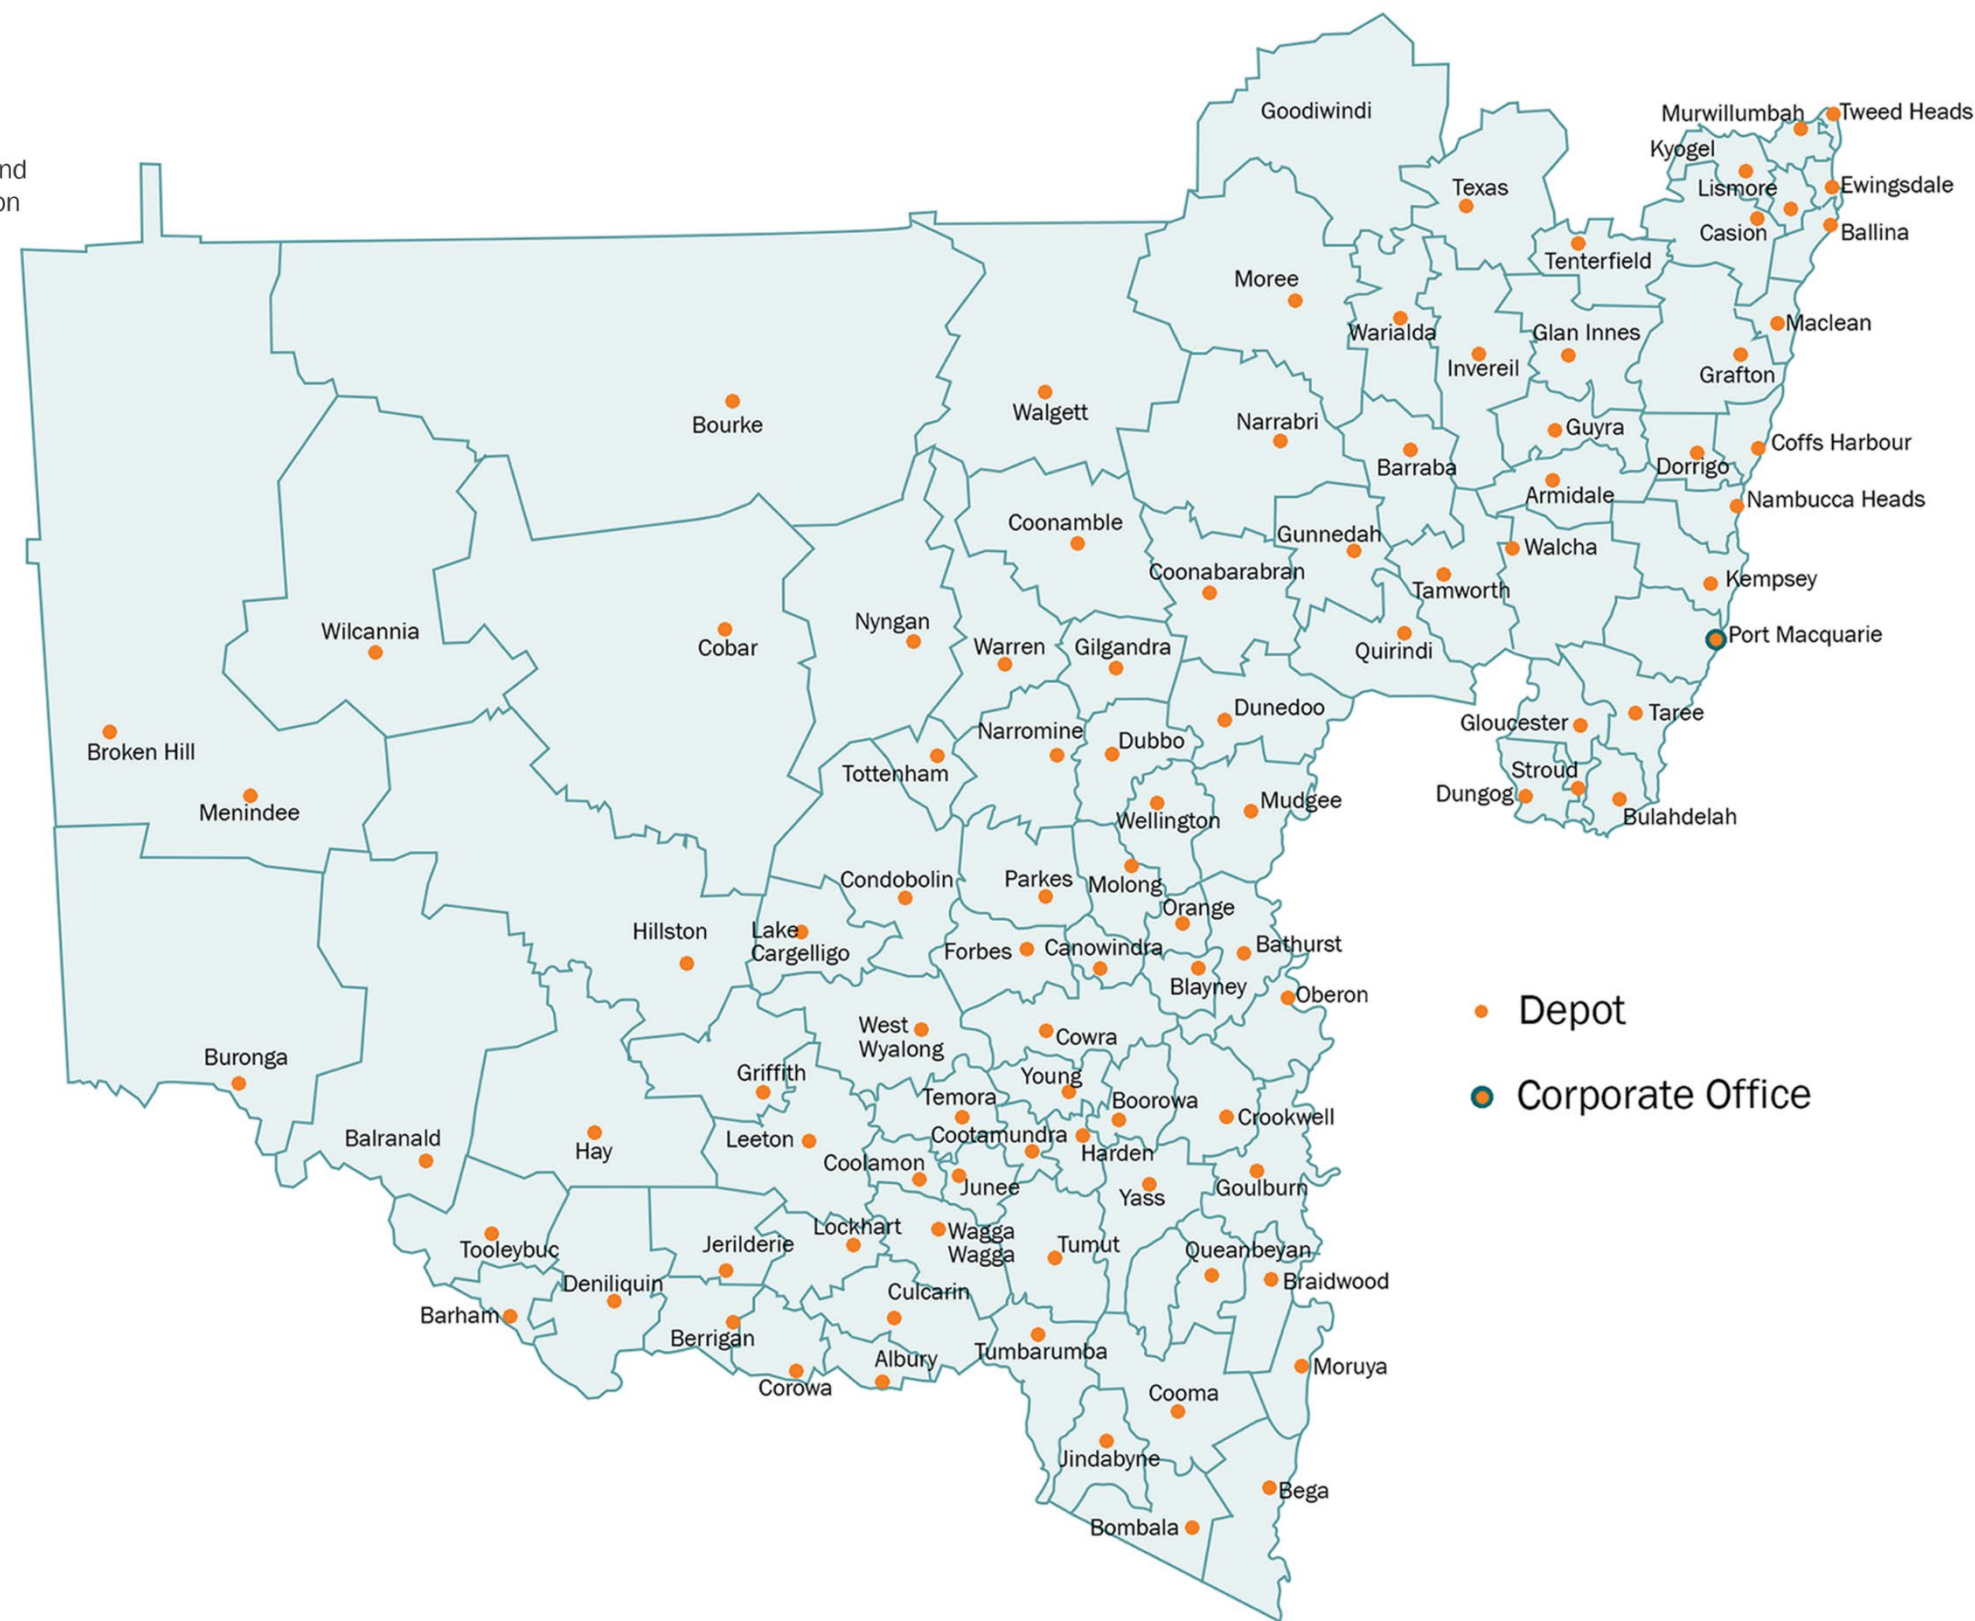 nd
on
Goodiwindi
Murwillumbah
Tweed Heads
Kyogel
Texas
Lismore
Ewingsdale
Casion
Ballina
Tenterfield
Moree
Warialda
Glan Innes
Maclean
Invereil
Grafton
Bourke
Walgett
Narrabri
Guyra
Coffs Harbour
Barraba
Dorrigo
Armidale
Nambucca Heads
Coonamble
Gunnedah
Walcha
Coonabarabran
Tamworth
Kempsey
Wilcannia
Cobar
Nyngan
Warren
Gilgandra
Quirindi
Port Macquarie
Dunedoo
Gloucester
Taree
Broken Hill
Narromine
Dubbo
Tottenham
Stroud
Menindee
Wellington
Mudgee
Dungog
Bulahdelah
Condobolin
Parkes
Molong
Orange
Hillston
Lake
Cargelligo
Forbes
Canowindra
Bathurst
Blayney
Oberon
Depot
West
Wyalong
Cowra
Buronga
Griffith
Young
Temora
Boorowa
Corporate Office
Crookwell
Balranald
Hay
Leeton
Cootamundra
Harden
Coolamon
Junee
Yass
Goulburn
Lockhart
Wagga
Wagga
Tooleybuc
Jerilderie
Tumut
Queanbeyan
Deniliquin
Culcarin
Braidwood
Barham
Berrigan
Albury
Tumbarumba
Moruya
Corowa
Cooma
Jindabyne
Bega
Bombala